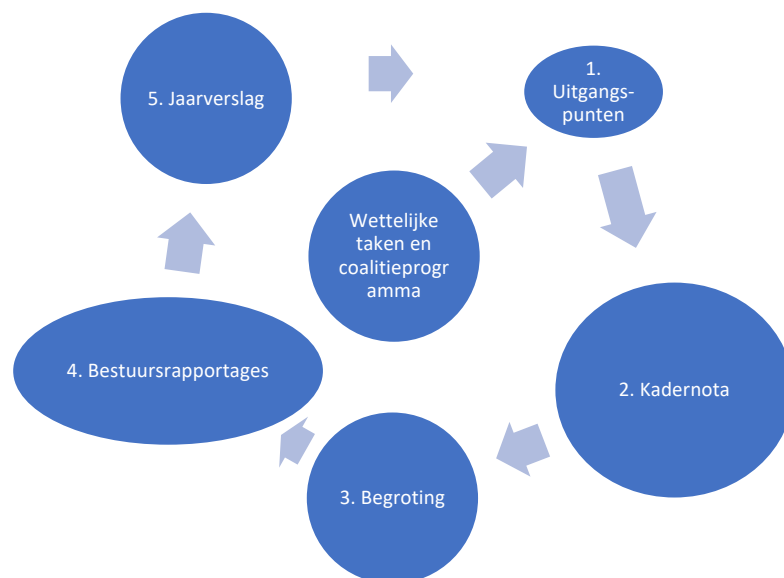 5. Jaarverslag
1.
Uitgangs-
punten
Wettelijke
taken en
coalitieprogr
amma
2. Kadernota
4. Bestuursrapportages
3. Begroting